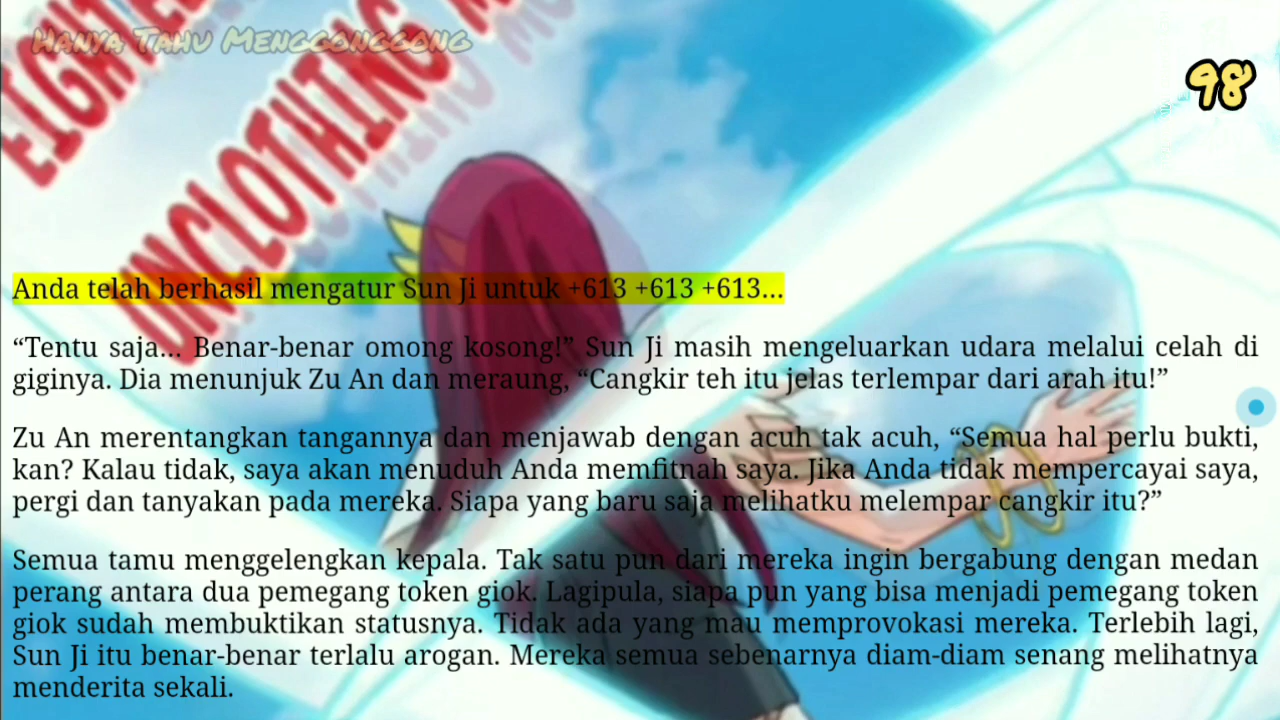 Hanya Tahu Menggonggong
98
UNCLOTHING
Anda telah berhasil mengatur Sun Ji untuk +613 +613 +613...
“Tentu saja... Benar-benar omong kosong!” Sun Ji masih mengeluarkan udara melalui celah di
giginya. Dia menunjuk Zu An dan meraung, “Cangkir teh itu jelas terlempar dari arah itu!”
Zu An merentangkan tangannya dan menjawab dengan acuh tak acuh, “Semua hal perlu bukti,
kan? Kalau tidak, saya akan menuduh Anda memfitnah saya. Jika Anda tidak mempercayai saya,
pergi dan tanyakan pada mereka. Siapa yang baru saja melihatku melempar cangkir itu?”
Semua tamu menggelengkan kepala. Tak satu pun dari mereka ingin bergabung dengan medan
perang antara dua pemegang token giok. Lagipula, siapa pun yang bisa menjadi pemegang token
giok sudah membuktikan statusnya. Tidak ada yang mau memprovokasi mereka. Terlebih lagi,
Sun Ji itu benar-benar terlalu arogan. Mereka semua sebenarnya diam-diam senang melihatnya
menderita sekali.